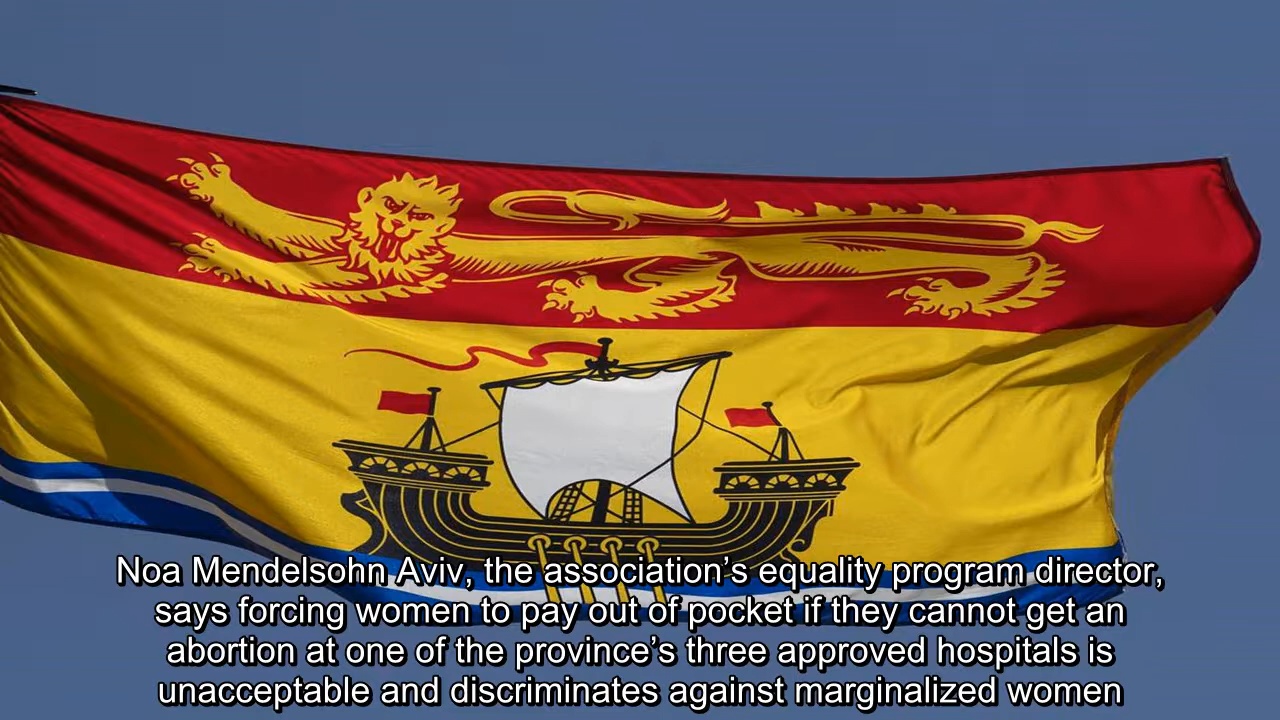 Noa Mendelsohn Aviv, the association’s equality program director,
says forcing women to pay out of pocket if they cannot get an
abortion at one of the province’s three approved hospitals is
unacceptable and discriminates against marginalized women